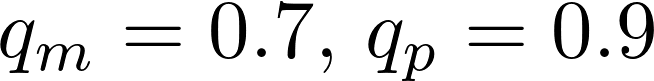 q_m = 0.7, q_p = 0.9